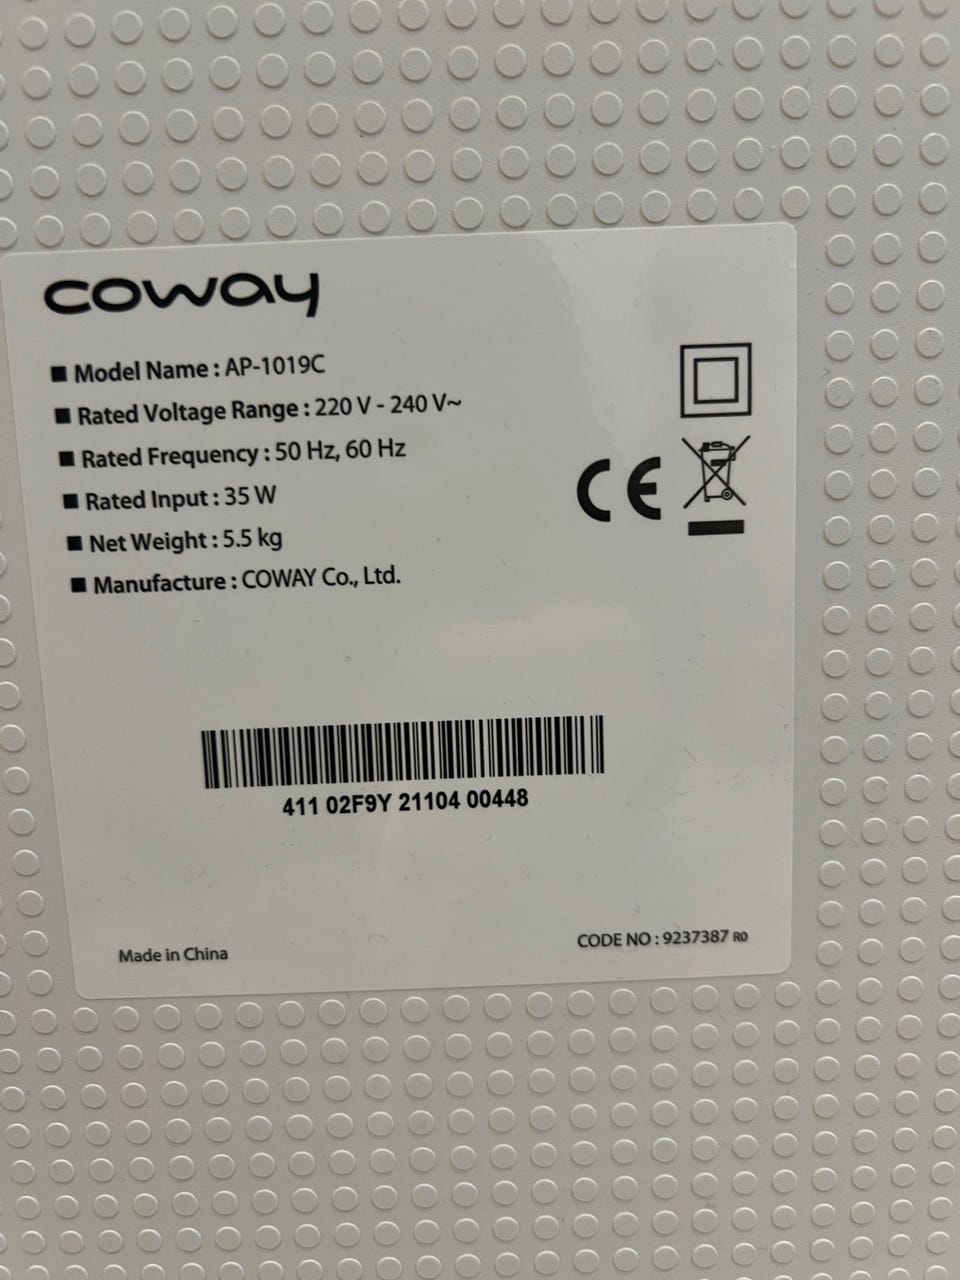 coway
■ Model Name : AP-1019C
■ Rated Voltage Range : 220 V - 240 V~
■ Rated Frequency : 50 Hz, 60 Hz
■ Rated Input : 35 W
■ Net Weight : 5.5 kg
■ Manufacture : COWAY Co., Ltd.
CE
411 02F9Y 21104 00448
Made in China
CODE NO : 9237387 R0